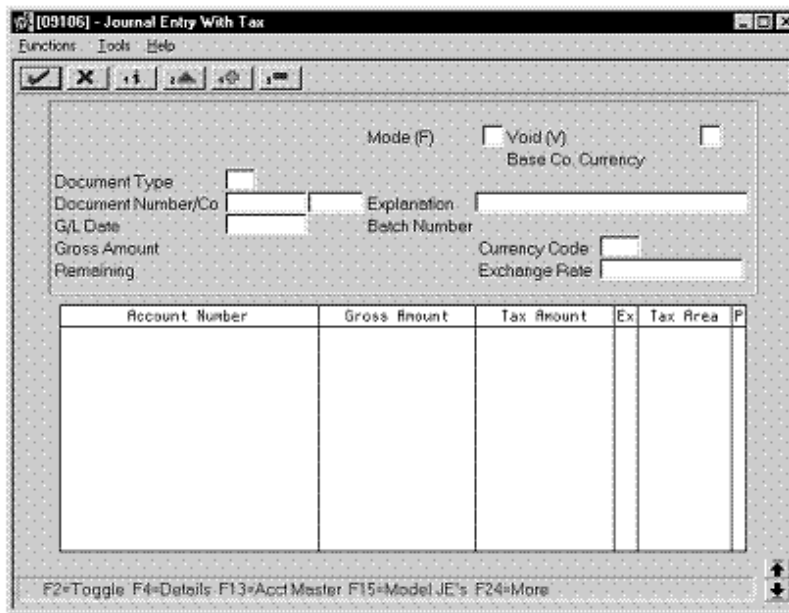 [09106] - Journal Entry With Tax
Functions Tools Help
Mode (F) Void (V)
Base Co. Currency
Document Type
Document Number/Co Explanation
G/L Date Batch Number
Gross Amount Currency Code
Remaining Exchange Rate
Account Number Gross Amount Tax Amount Ex Tax Area P
F2=Toggle F4=Details F13=Acct Master F15=Model JE's F24=More